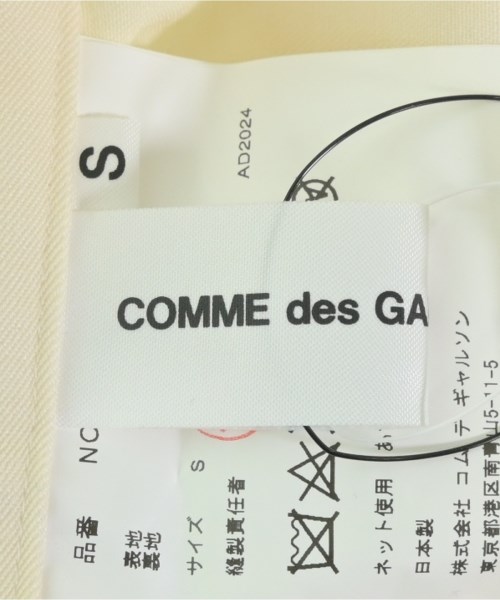 COMME des GA
S
AD2024
品番 NC
表地
裏地
サイズ S
縫製責任者
ネット使用
日本製
株式会社 コム デ ギャルソン
東京都港区南青山5-11-5